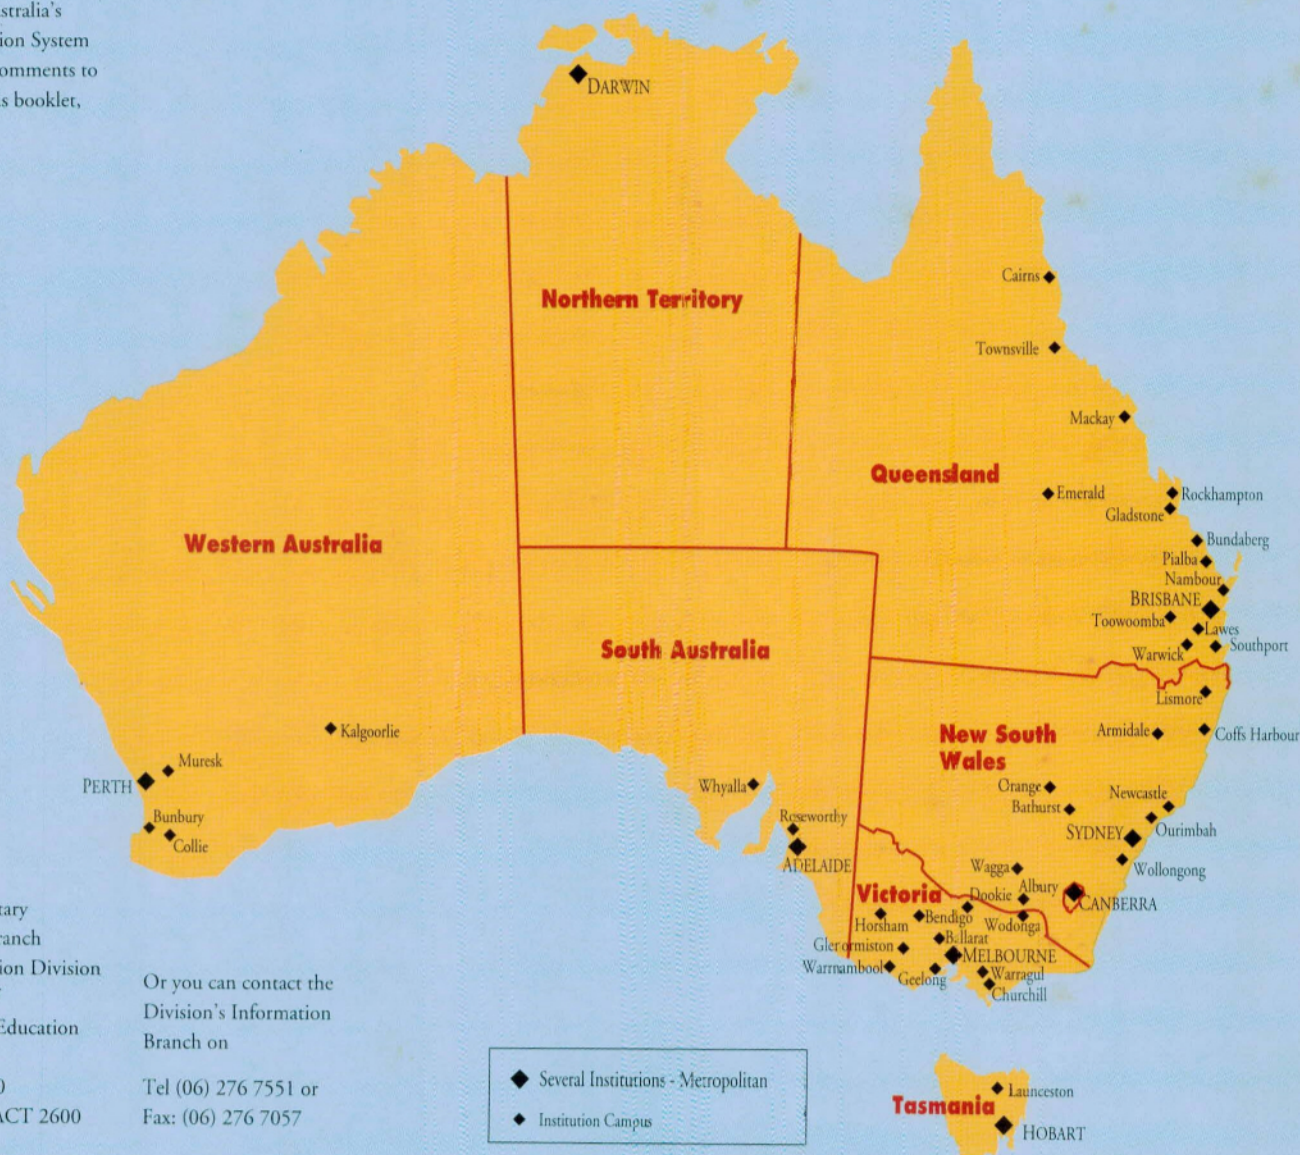 stralia's
ion System
omments to
s booklet,
DARWIN
Cairns
Northern Territory
Townsville
Mackay
Queensland
Emerald
Rockhampton
Gladstone
Western Australia
Bundaberg
Pialba
Nambour
BRISBANE
Toowoomba
Lawes
Southport
Warwick
South Australia
Lismore
Kalgoorlie
New South
Wales
Armidale
Coffs Harbour
Muresk
PERTH
Whyalla
Orange
Newcastle
Bathurst
Bunbury
Roseworthy
Ourimbah
SYDNEY
Collie
ADELAIDE
Wagga
Wollongong
Victoria
Dookie
Albury
CANBERRA
tary
Horsham
Bendigo
Wodonga
ranch
Glenormiston
Ballarat
MELBOURNE
ion Division
Warrnambool
Geelong
Warragul
Churchill
Or you can contact the
Division's Information
Education
Branch on
0
Tel (06) 276 7551 or
ACT 2600
Fax: (06) 276 7057
Several Institutions - Metropolitan
Institution Campus
Launceston
Tasmania
HOBART